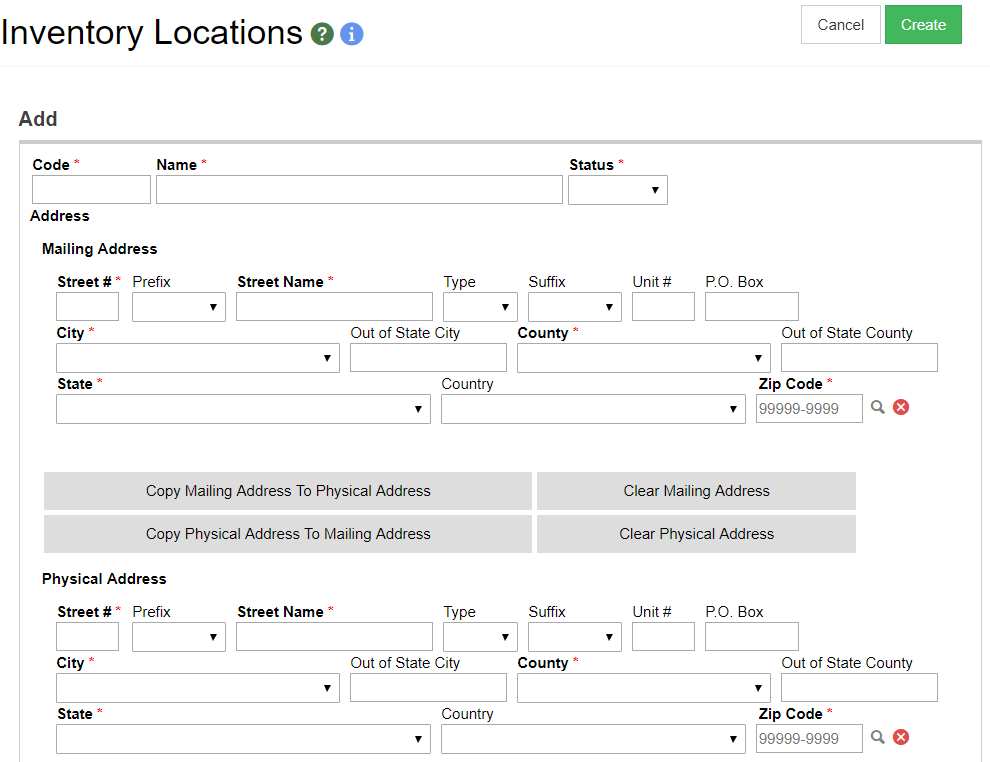 Inventory Locations ? i Cancel Create
Add
Code * Name * Status *
Address
Mailing Address
Street # * Prefix Street Name * Type Suffix Unit # P.O. Box
City * Out of State City County * Out of State County
State * Country Zip Code *
99999-9999
Copy Mailing Address To Physical Address Clear Mailing Address
Copy Physical Address To Mailing Address Clear Physical Address
Physical Address
Street # * Prefix Street Name * Type Suffix Unit # P.O. Box
City * Out of State City County * Out of State County
State * Country Zip Code *
99999-9999